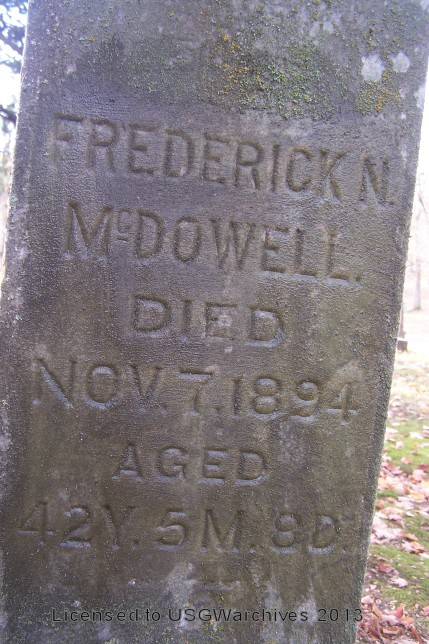 FREDERICK N.
McDOWELL.
DIED
NOV. 7. 1894
AGED
42Y. 5M. 8D.
Licensed to USGWarchives 2013